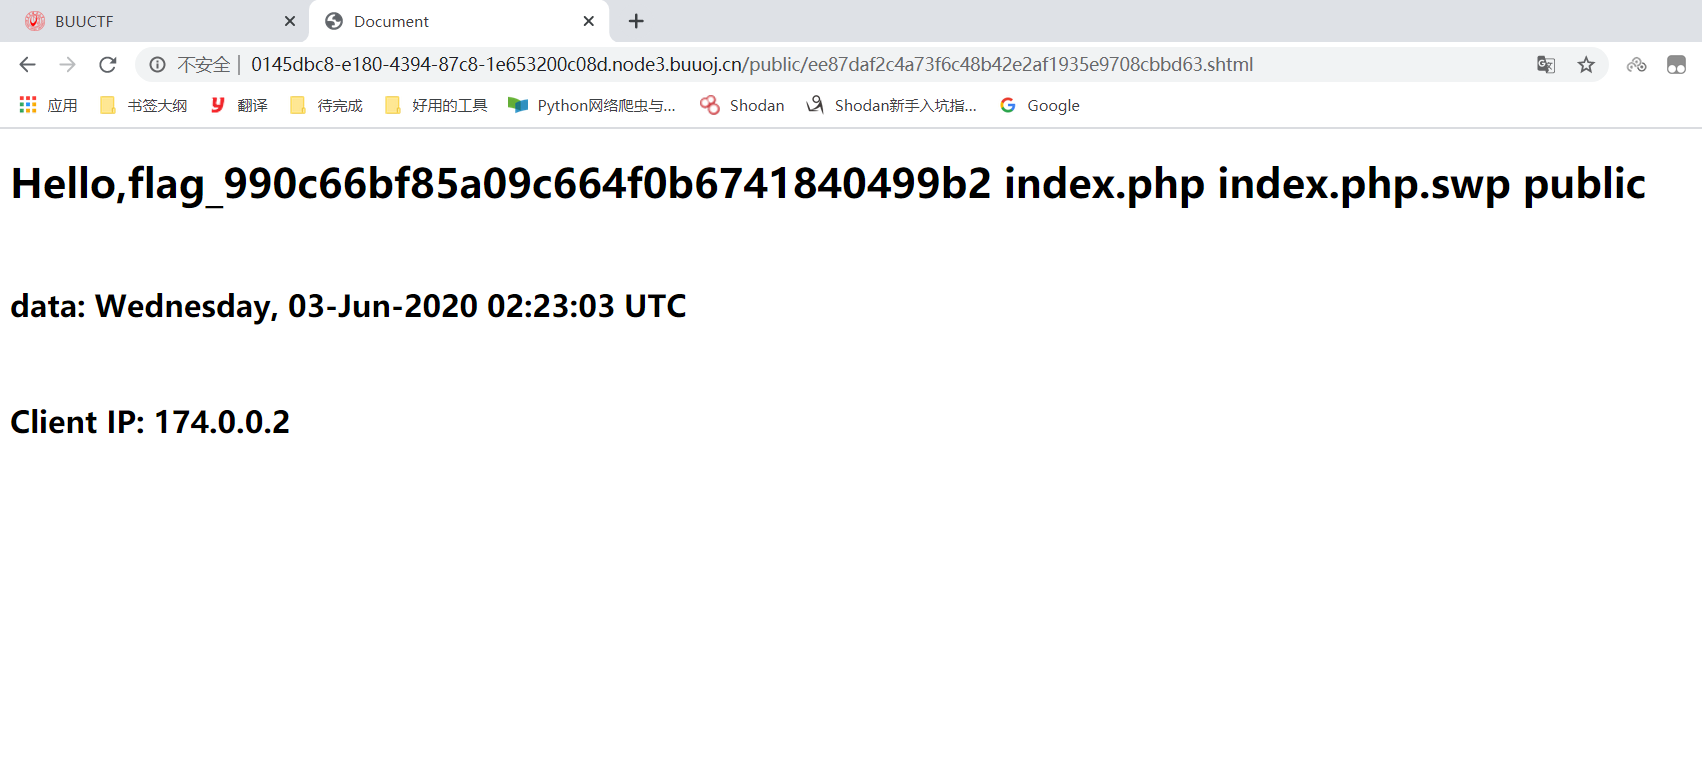 BUUCTF
Document
不安全 | 0145dbc8-e180-4394-87c8-1e653200c08d.node3.buuoj.cn/public/ee87daf2c4a73f6c48b42e2af1935e9708cbbd63.shtml
应用 书签大纲 翻译 待完成 好用的工具 Python网络爬虫与... Shodan Shodan新手入坑指... Google
Hello,flag_990c66bf85a09c664f0b6741840499b2 index.php index.php.swp public
data: Wednesday, 03-Jun-2020 02:23:03 UTC
Client IP: 174.0.0.2